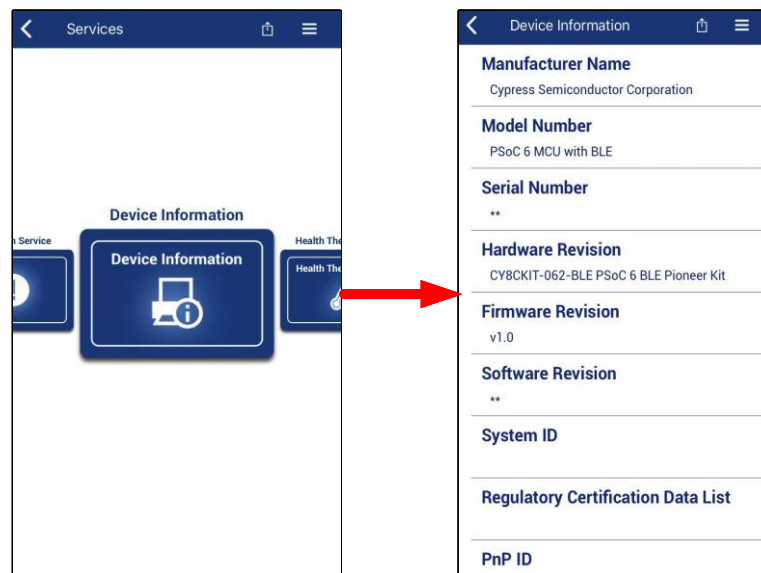 Services
Device Information
n Service
Device Information
Health The
Health The
Device Information
Manufacturer Name
Cypress Semiconductor Corporation
Model Number
PSoC 6 MCU with BLE
Serial Number
**
Hardware Revision
CY8CKIT-062-BLE PSoC 6 BLE Pioneer Kit
Firmware Revision
v1.0
Software Revision
**
System ID
Regulatory Certification Data List
PnP ID